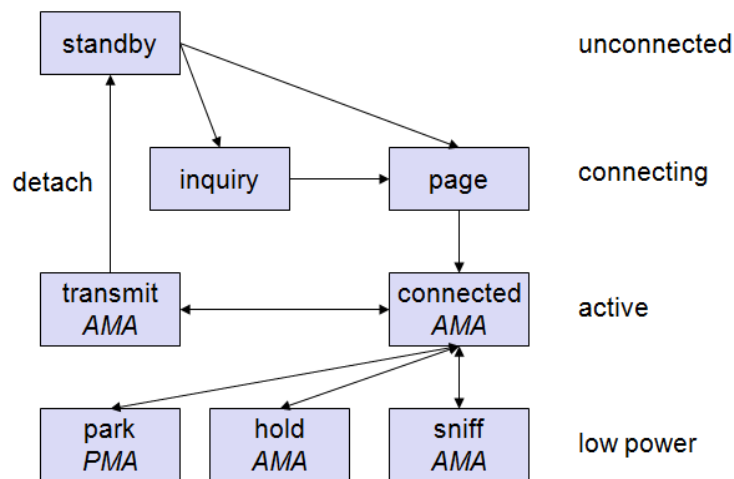 standby
unconnected
detach
inquiry
page
connecting
transmit
AMA
connected
AMA
active
park
PMA
hold
AMA
sniff
AMA
low power